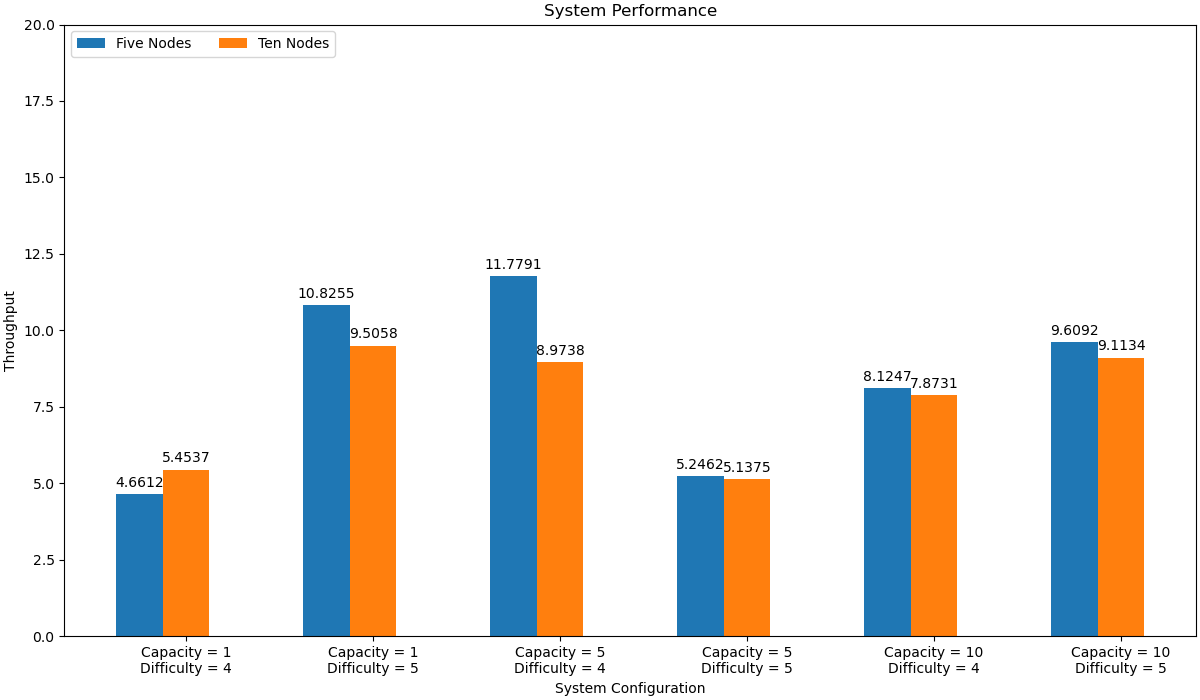 System Performance
20.0
17.5
15.0
12.5
10.0
7.5
5.0
2.5
0.0
Throughput
Five Nodes
Ten Nodes
4.6612
5.4537
10.8255
9.5058
11.7791
8.9738
5.2462
5.1375
8.1247
7.8731
9.6092
9.1134
Capacity = 1
Difficulty = 4
Capacity = 1
Difficulty = 5
Capacity = 5
Difficulty = 4
Capacity = 5
Difficulty = 5
Capacity = 10
Difficulty = 4
Capacity = 10
Difficulty = 5
System Configuration